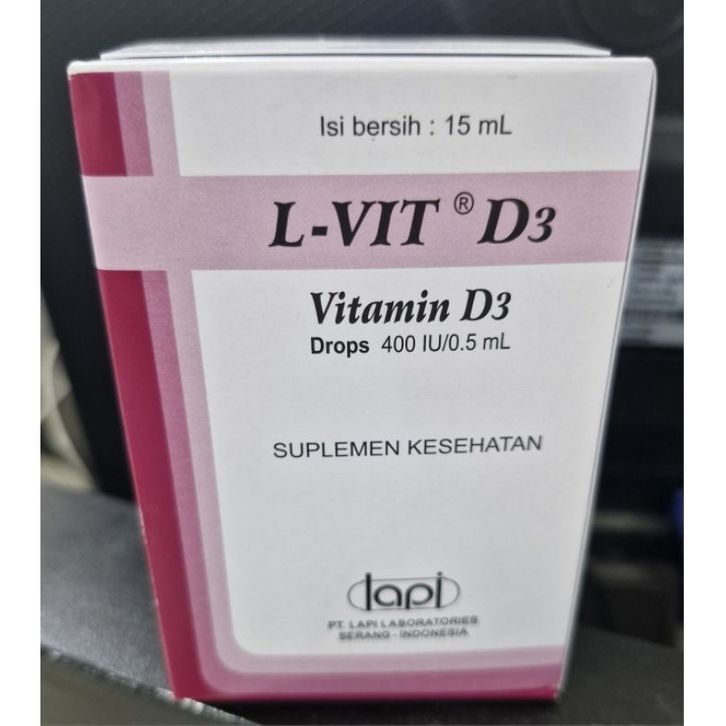 Isi bersih : 15 mL
L-VIT ® D3
Vitamin D3
Drops 400 IU/0.5 mL
SUPLEMEN KESEHATAN
lapi
PT. LAPI LABORATORIES
SERANG - INDONESIA